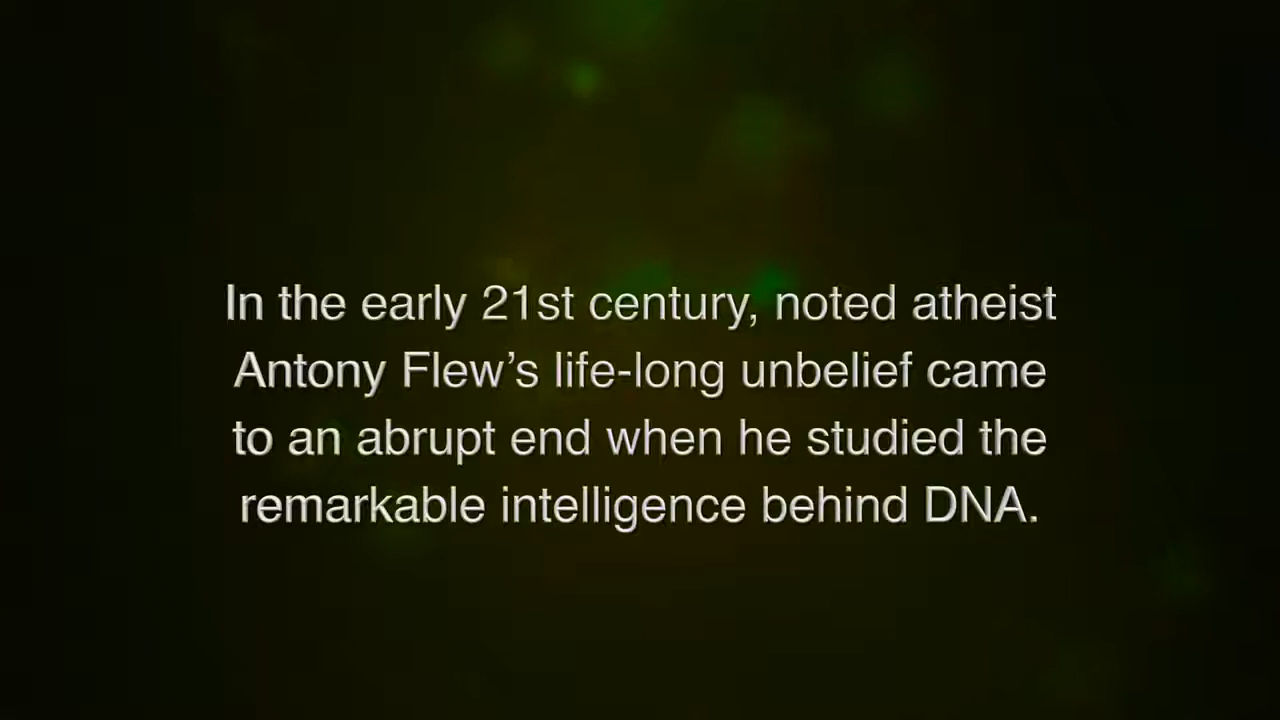 In the early 21st century, noted atheist
Antony Flew’s life-long unbelief came
to an abrupt end when he studied the
remarkable intelligence behind DNA.